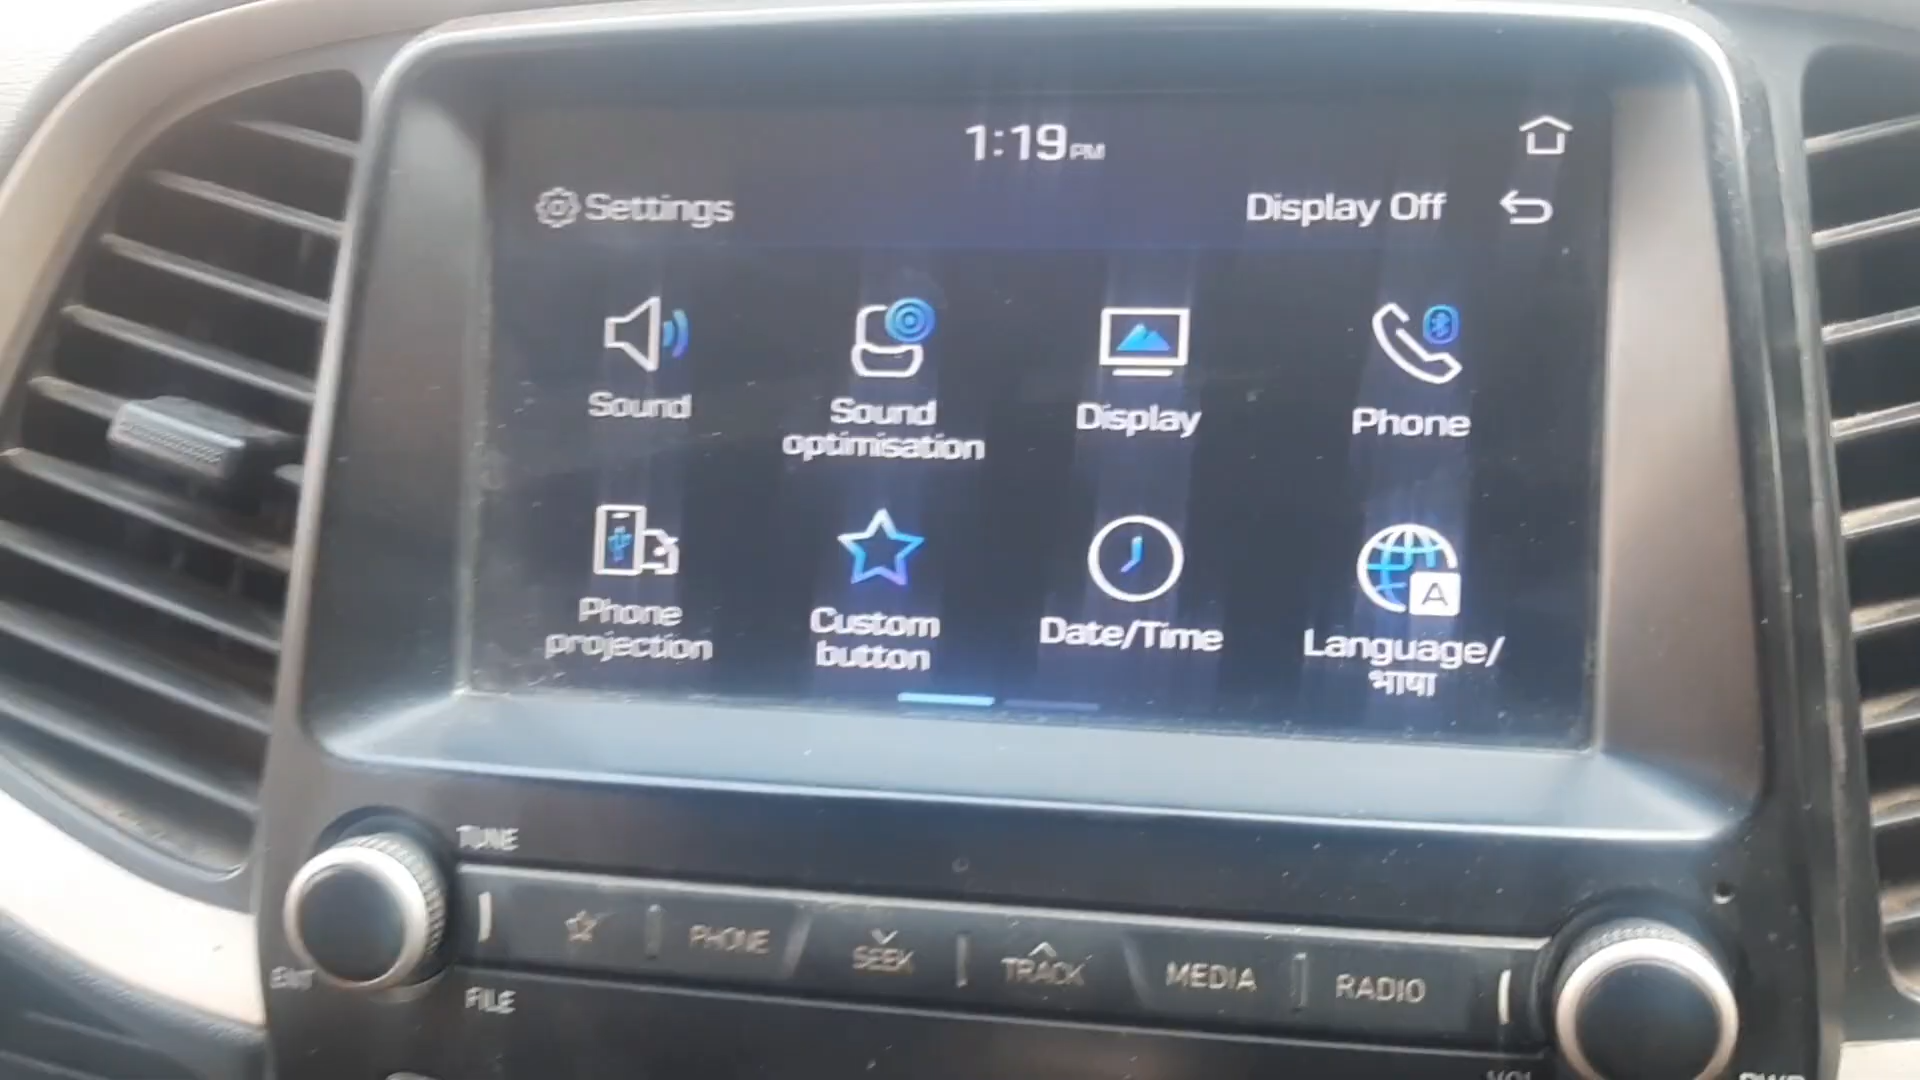 1:19 PM
Settings
Display Off
Sound
Sound
optimisation
Display
Phone
Phone
projection
Custom
button
Date/Time
A
Language/
भाषा
TUNE
PHONE
SEEK
TRACK
MEDIA
RADIO
FILE